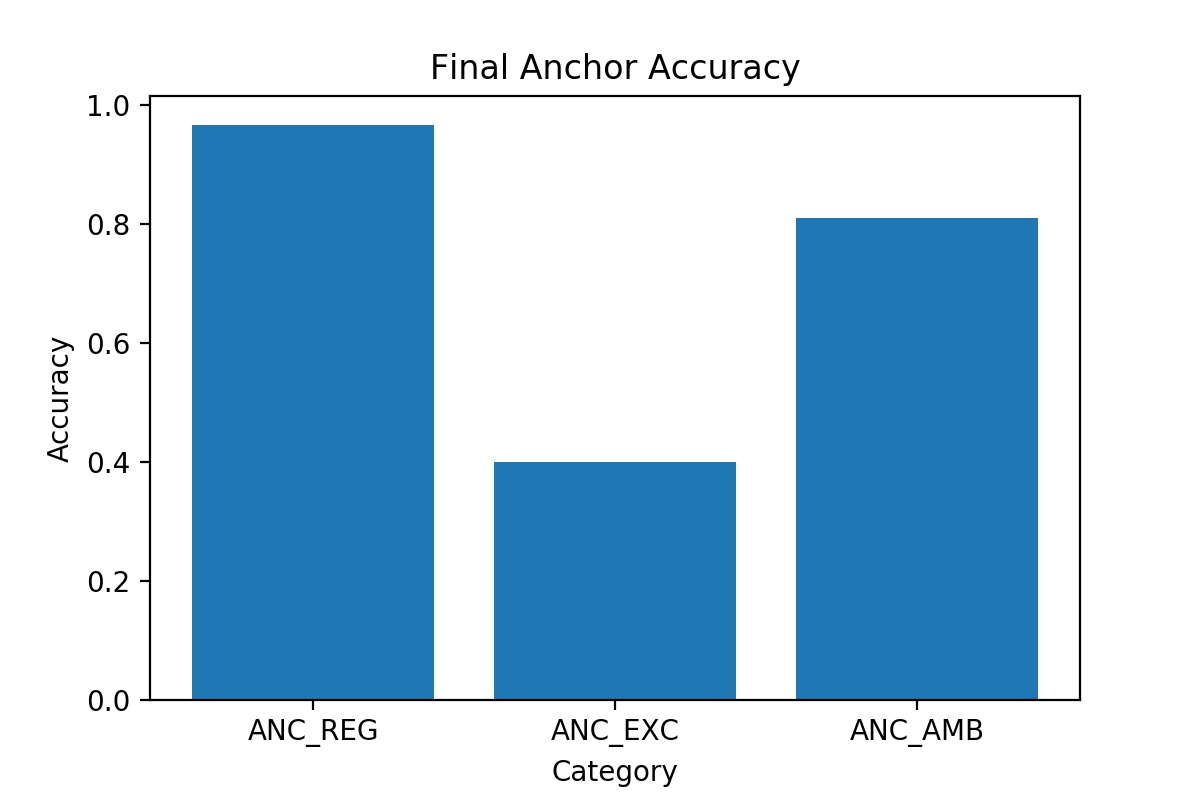 Final Anchor Accuracy
1.0
0.8
0.6
0.4
0.2
0.0
Accuracy
ANC_REG ANC_EXC ANC_AMB
Category